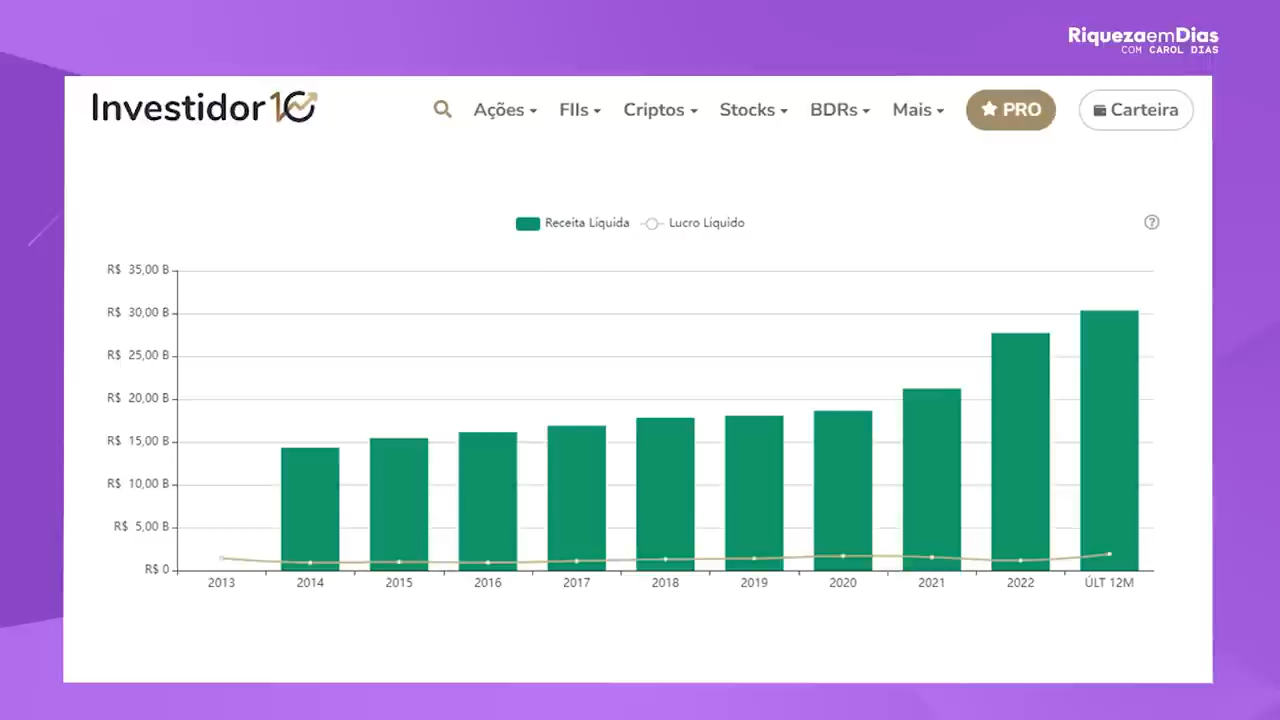 RiquezaemDias
COM CAROL DIAS
Investidor 10
Ações FIIs Criptos Stocks BDRs Mais PRO Carteira
Receita Líquida Lucro Líquido
R$ 35,00 B
R$ 30,00 B
R$ 25,00 B
R$ 20,00 B
R$ 15,00 B
R$ 10,00 B
R$ 5,00 B
R$ 0
2013 2014 2015 2016 2017 2018 2019 2020 2021 2022 ÚLT 12M